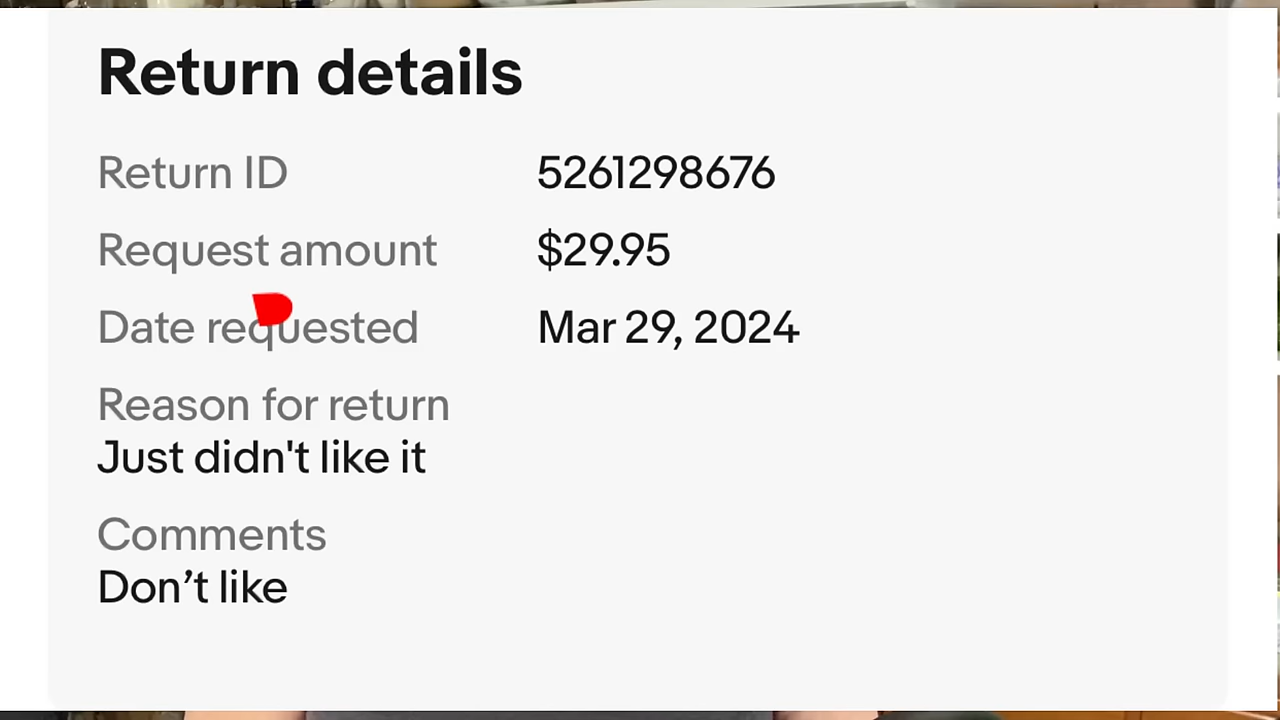 Return details
Return ID 5261298676
Request amount $29.95
Date requested Mar 29, 2024
Reason for return
Just didn't like it
Comments
Don’t like